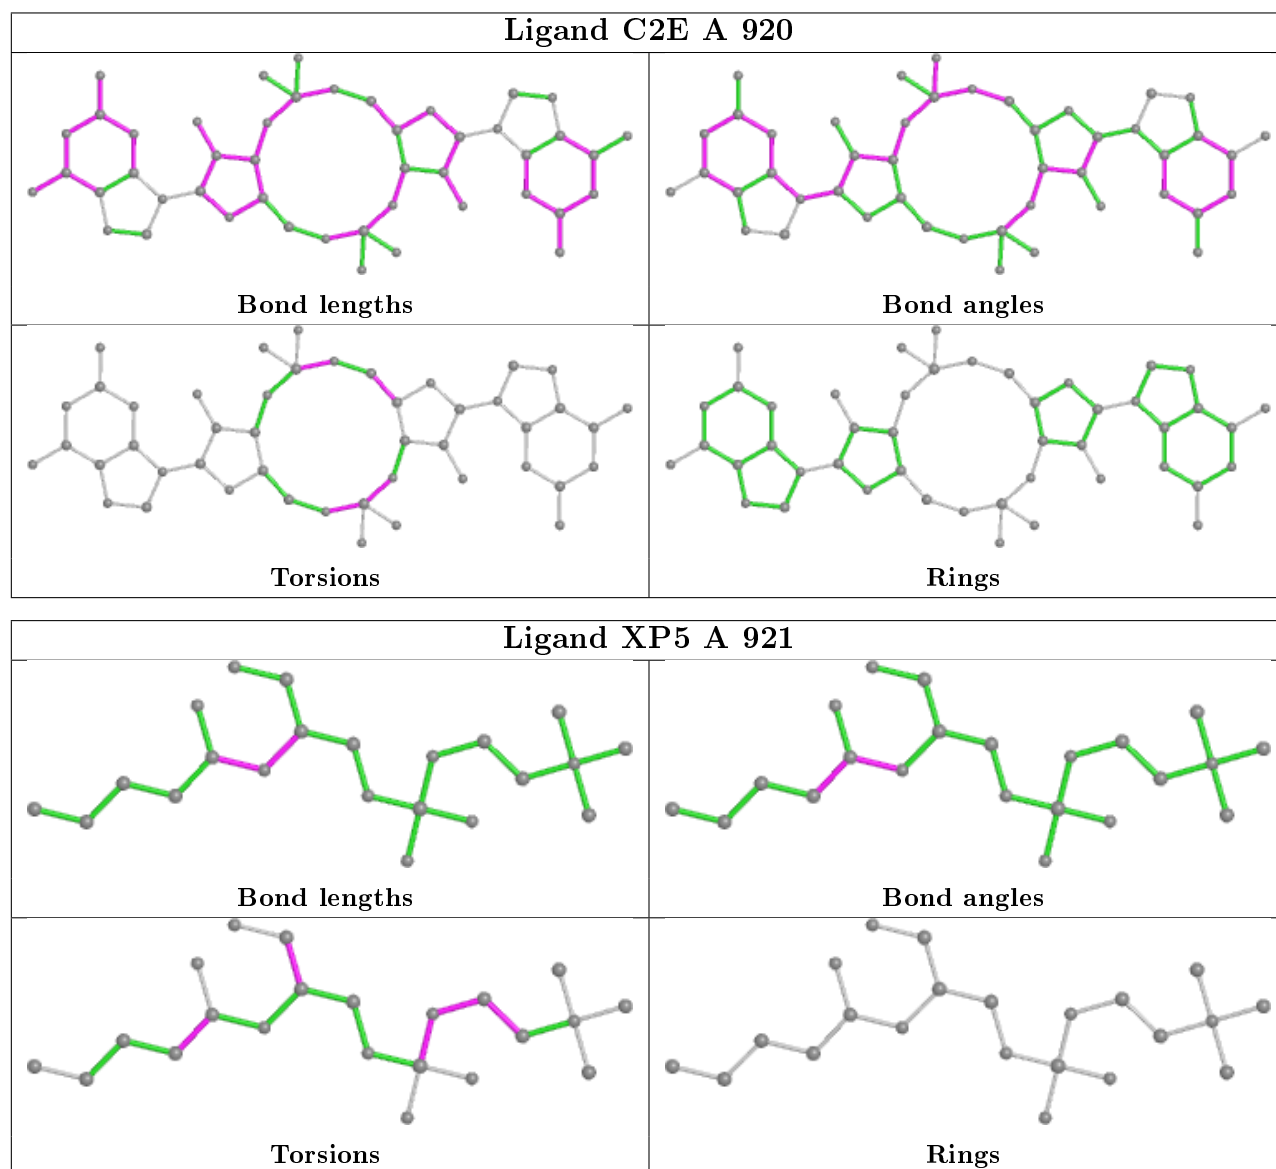 Ligand C2E A 920
Bond lengths
Bond angles
Torsions
Rings
Ligand XP5 A 921
Bond lengths
Bond angles
Torsions
Rings